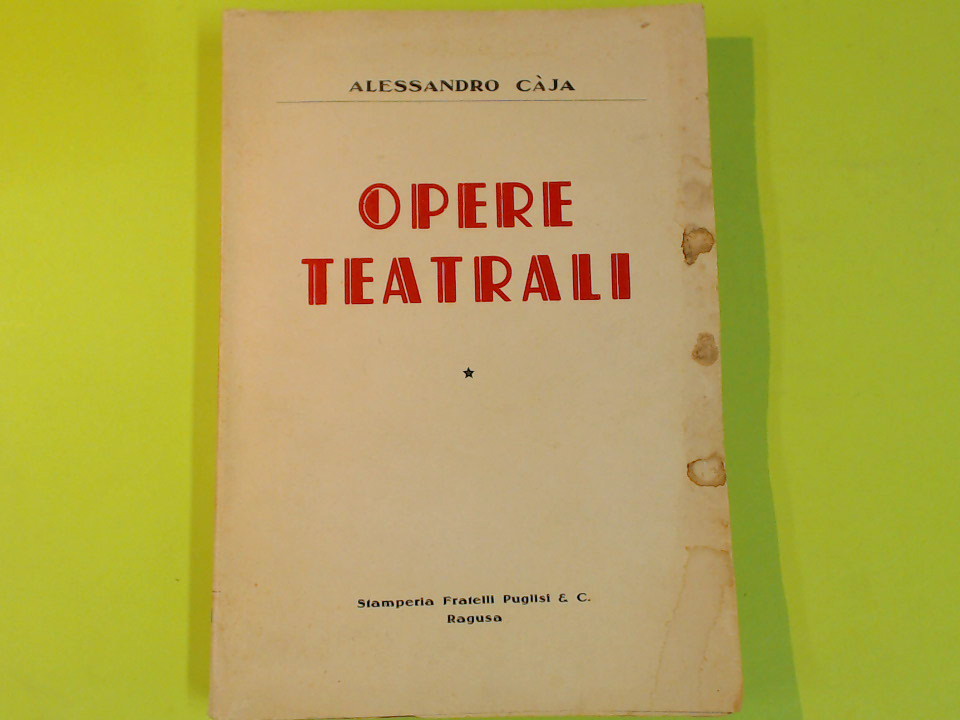 ALESSANDRO CÀJA
OPERE
TEATRALI
Stamperia Fratelli Puglisi & C.
Ragusa